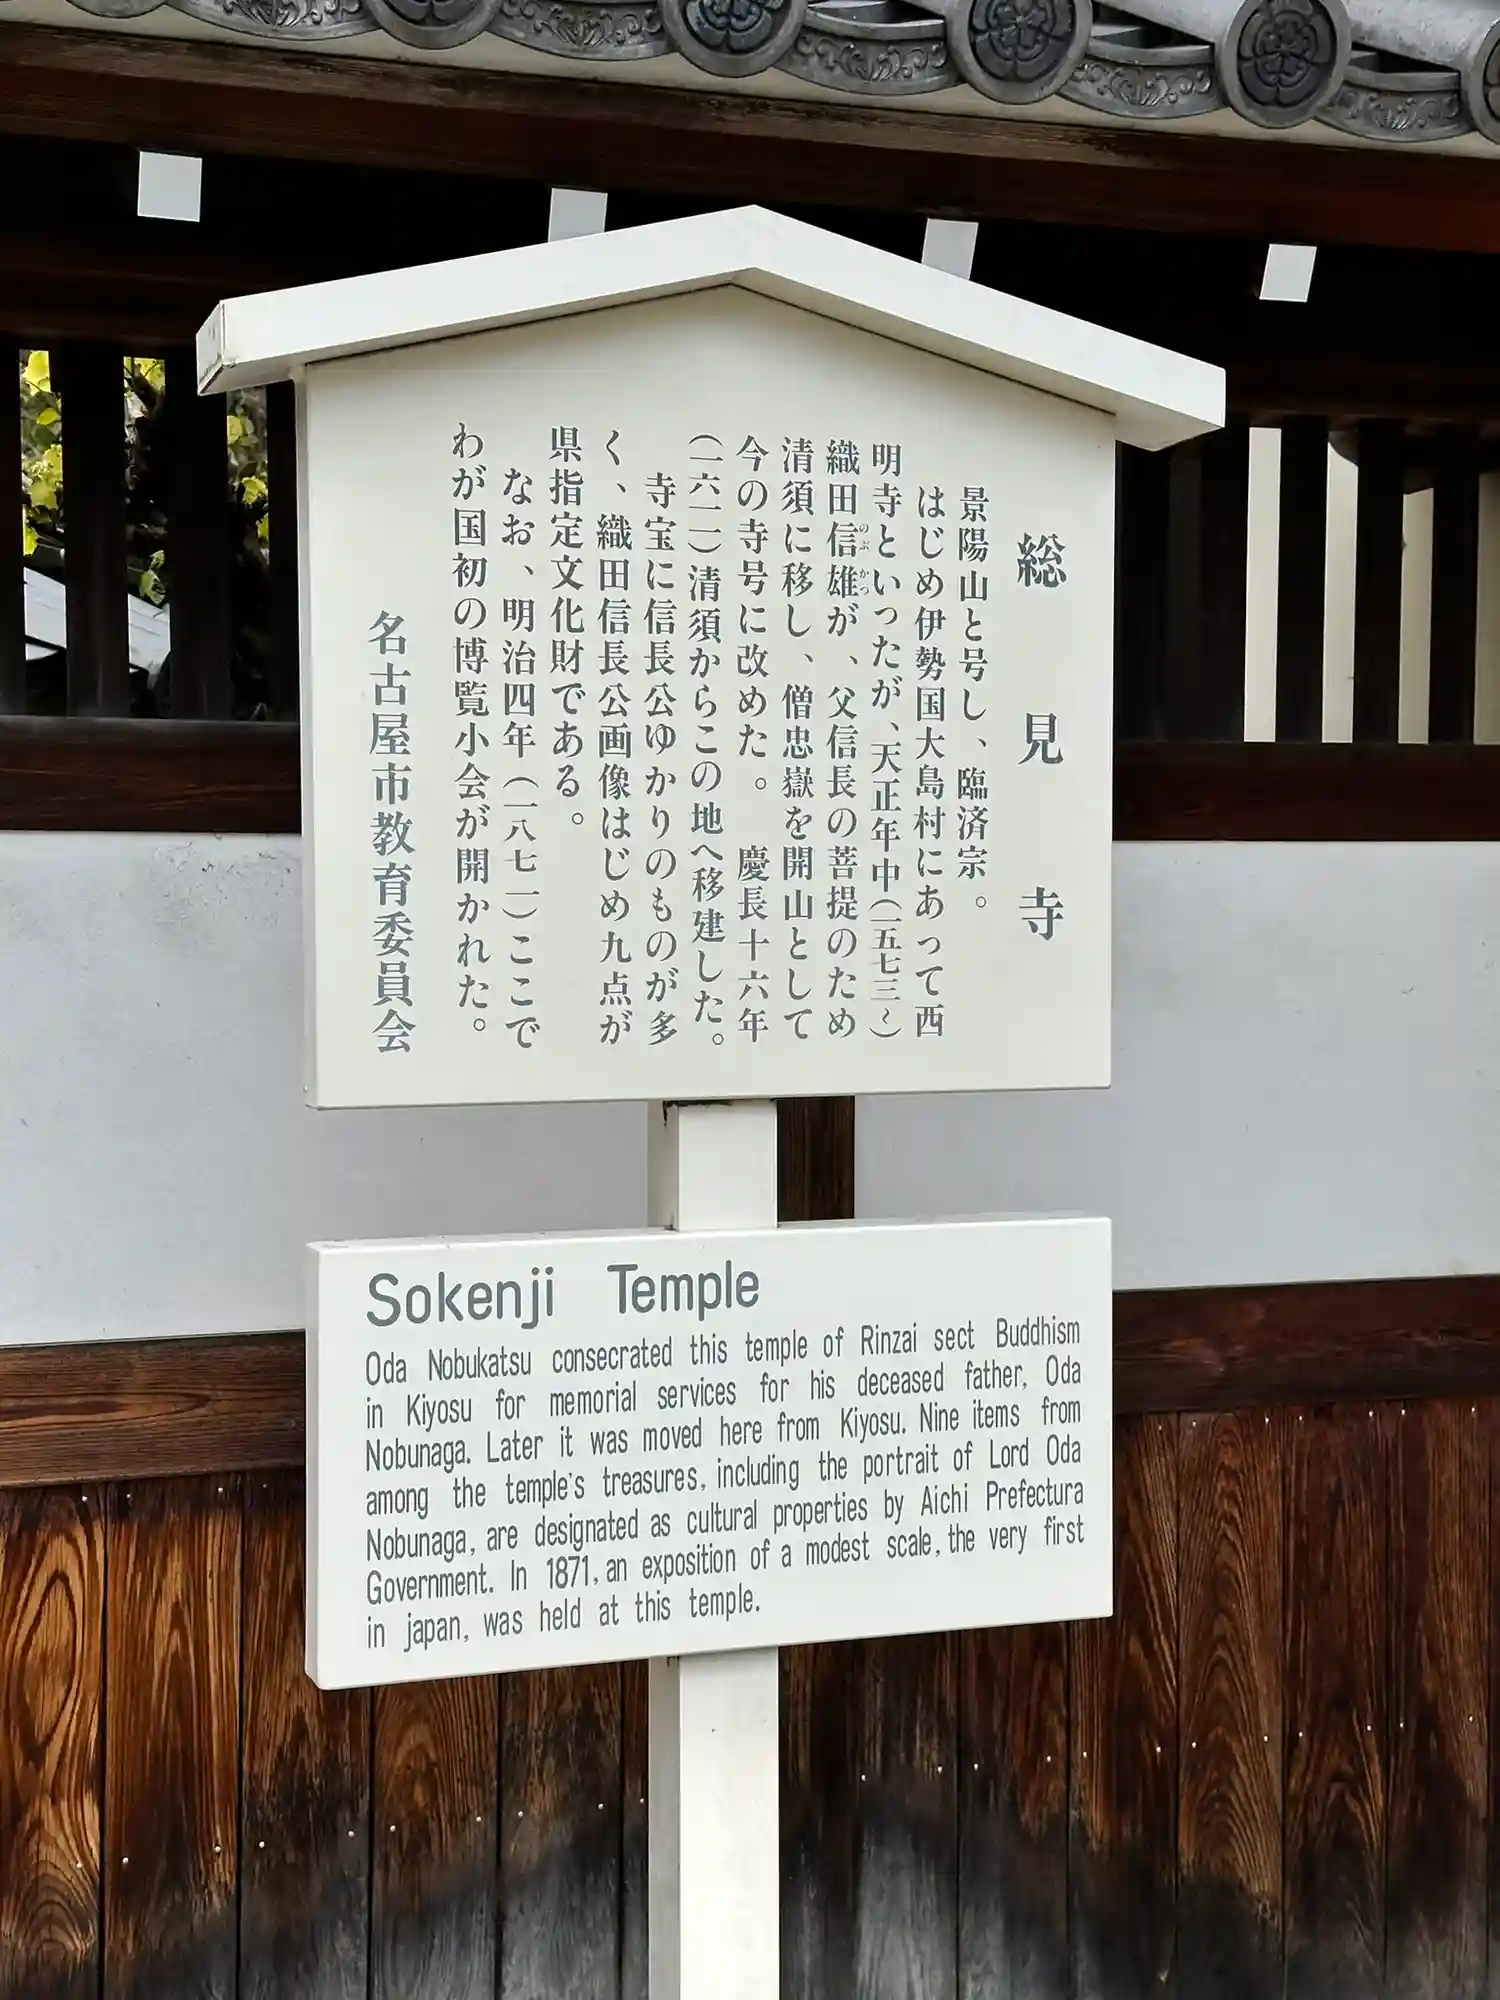 総見寺
景陽山と号し、臨済宗。
はじめ伊勢国大島村にあって西
明寺といったが、天正年中(一五七三〜)
織田信雄が、父信長の菩提のため
のぶかつ
清須に移し、僧忠嶽を開山として
今の寺号に改めた。慶長十六年
(一六一一)清須からこの地へ移建した。
寺宝に信長公ゆかりのものが多
く、織田信長公画像はじめ九点が
県指定文化財である。
なお、明治四年(一八七一)ここで
わが国初の博覧小会が開かれた。
名古屋市教育委員会
Sokenji Temple
Oda Nobukatsu consecrated this temple of Rinzai sect Buddhism
in Kiyosu for memorial services for his deceased father, Oda
Nobunaga. Later it was moved here from Kiyosu. Nine items from
among the temple's treasures, including the portrait of Lord Oda
Nobunaga, are designated as cultural properties by Aichi Prefectura
Government. In 1871, an exposition of a modest scale, the very first
in japan, was held at this temple.